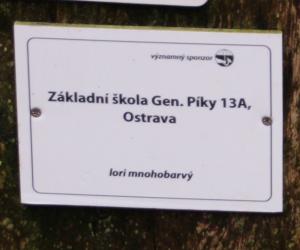 významný sponzor
Základní škola Gen. Píky 13A,
Ostrava
lori mnohobarvý